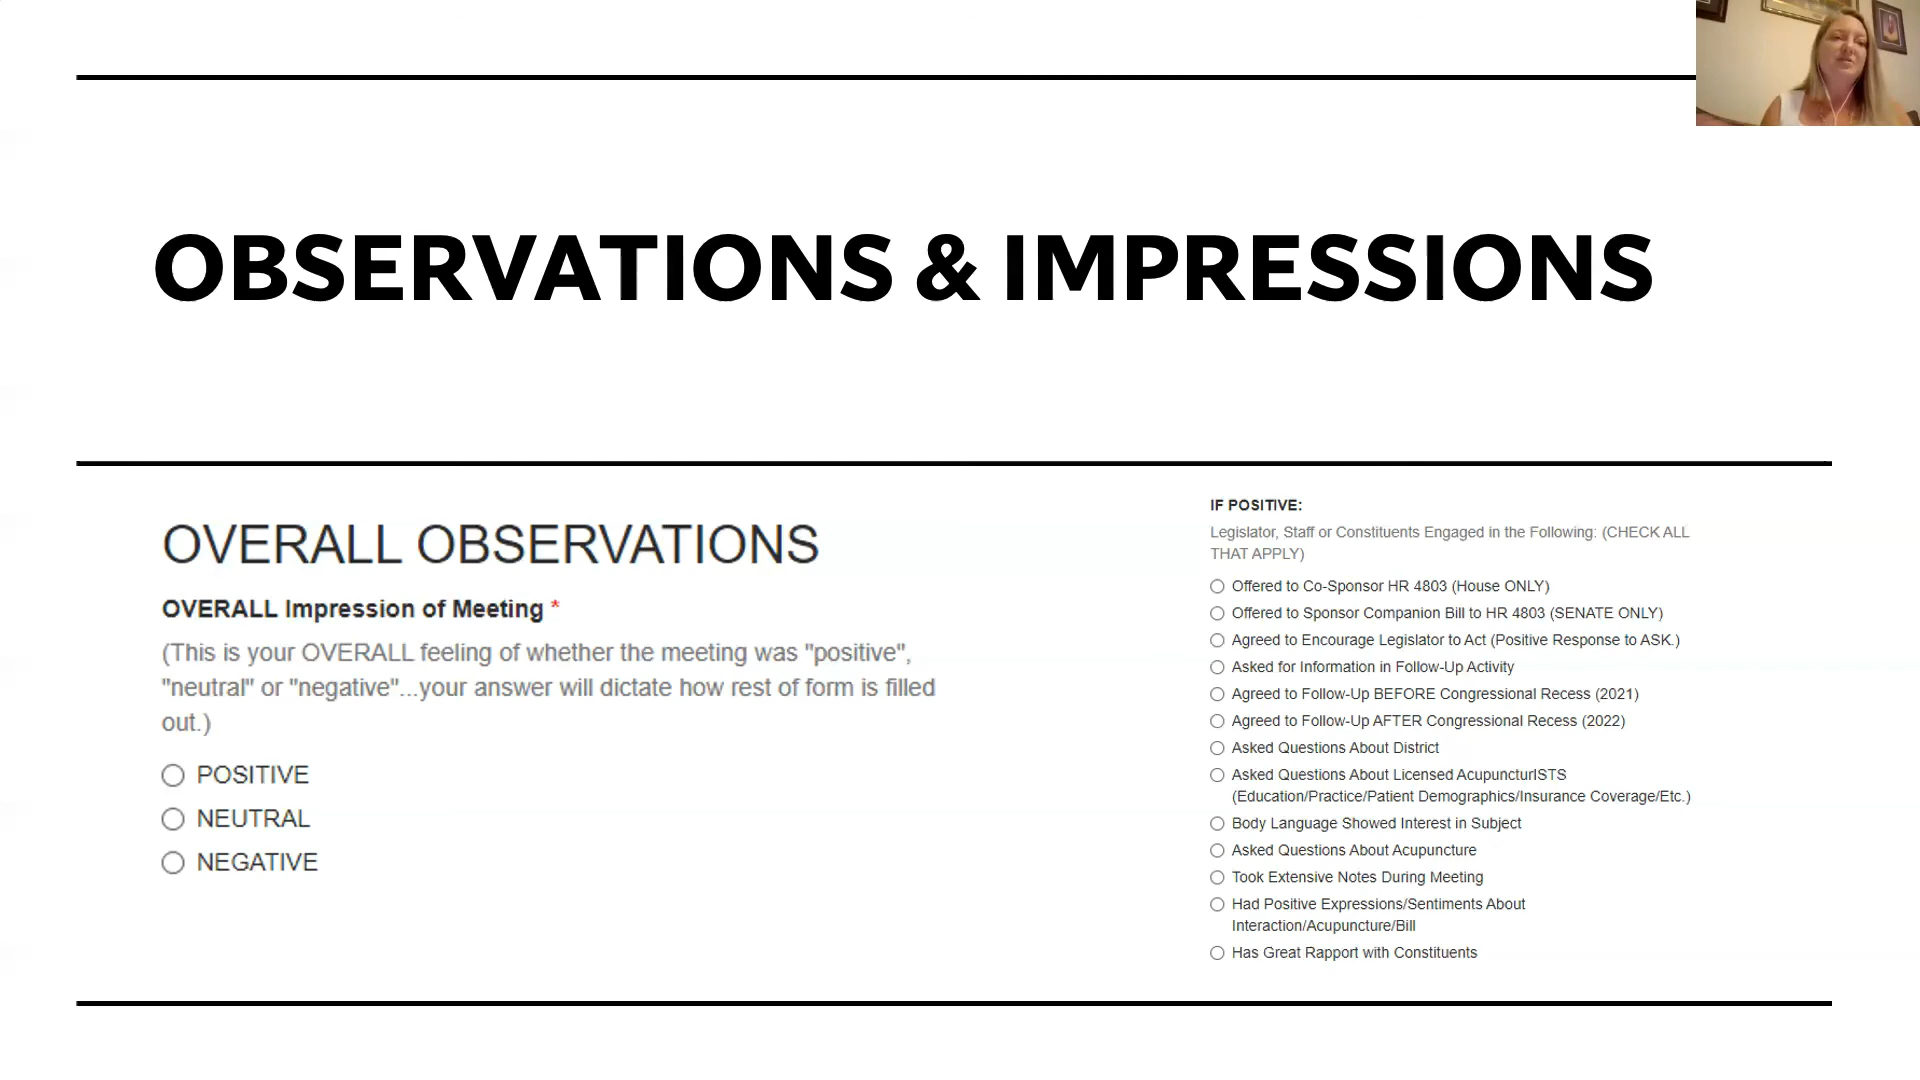 OBSERVATIONS & IMPRESSIONS
OVERALL OBSERVATIONS
OVERALL Impression of Meeting *
(This is your OVERALL feeling of whether the meeting was "positive",
"neutral" or "negative"...your answer will dictate how rest of form is filled
out.)
POSITIVE
NEUTRAL
NEGATIVE
IF POSITIVE:
Legislator, Staff or Constituents Engaged in the Following: (CHECK ALL
THAT APPLY)
Offered to Co-Sponsor HR 4803 (House ONLY)
Offered to Sponsor Companion Bill to HR 4803 (SENATE ONLY)
Agreed to Encourage Legislator to Act (Positive Response to ASK.)
Asked for Information in Follow-Up Activity
Agreed to Follow-Up BEFORE Congressional Recess (2021)
Agreed to Follow-Up AFTER Congressional Recess (2022)
Asked Questions About District
Asked Questions About Licensed AcupuncturISTS
(Education/Practice/Patient Demographics/Insurance Coverage/Etc.)
Body Language Showed Interest in Subject
Asked Questions About Acupuncture
Took Extensive Notes During Meeting
Had Positive Expressions/Sentiments About
Interaction/Acupuncture/Bill
Has Great Rapport with Constituents